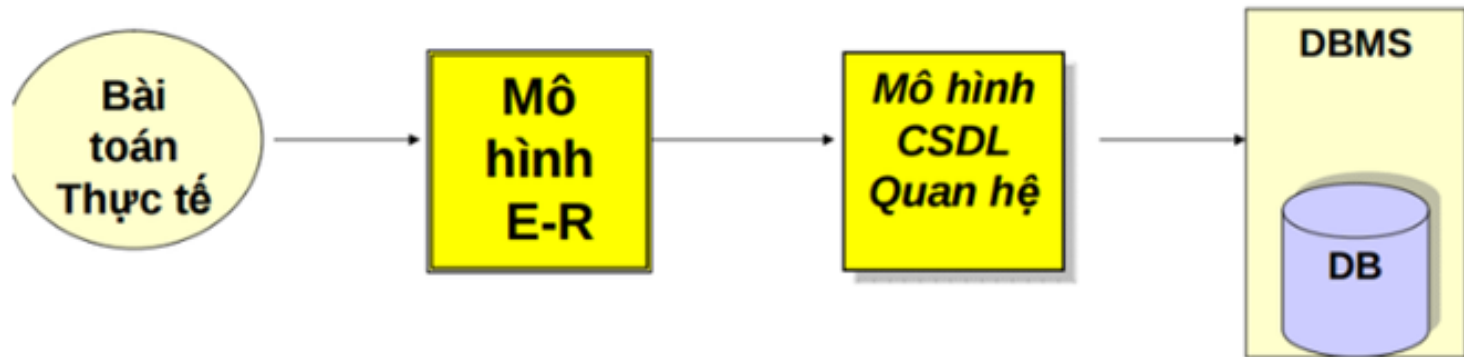 Bài
toán
Thực tế
Mô
hình
E-R
Mô hình
CSDL
Quan hệ
DBMS
DB